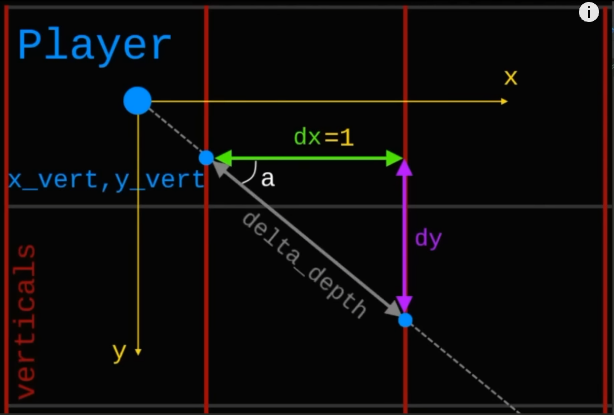 Player
x
dx=1
x_vert,y_vert
a
delta_depth
dy
verticals
y
i